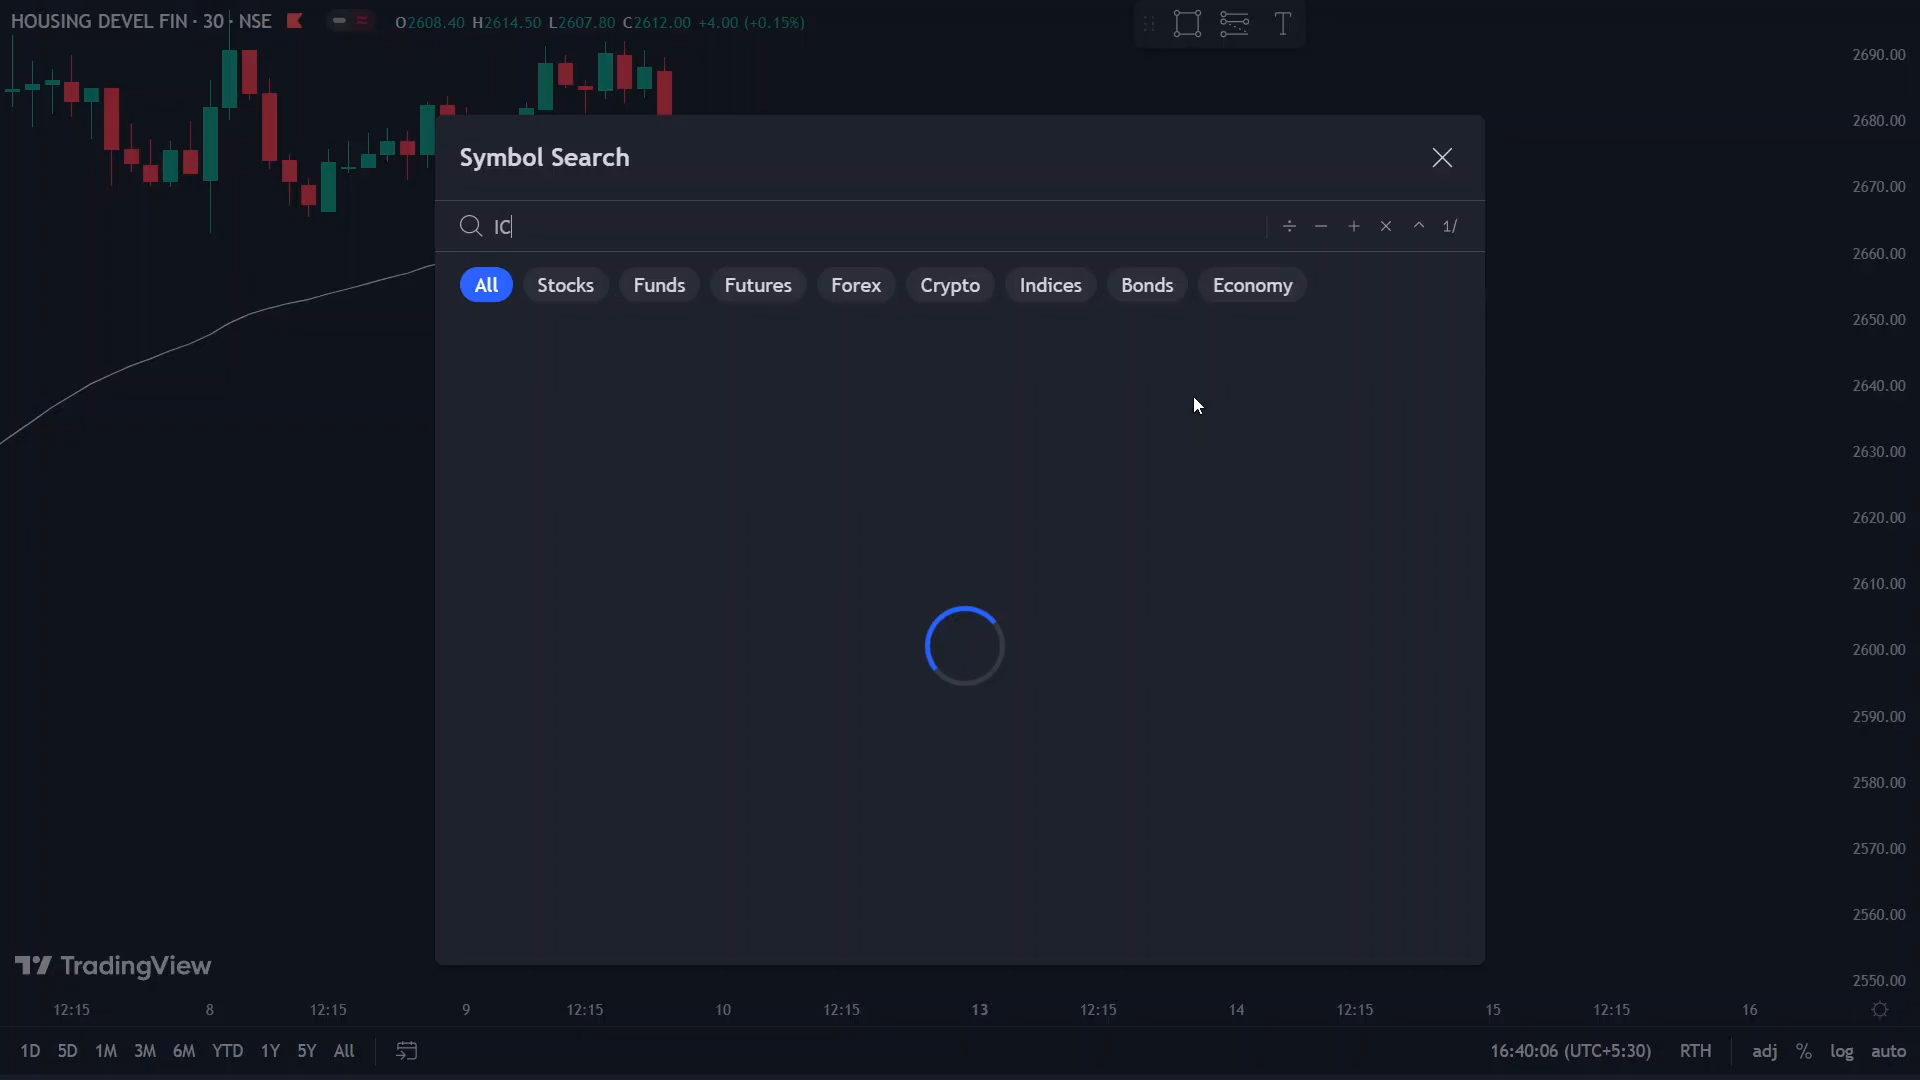 HOUSING DEVEL FIN · 30 · NSE
O2608.40 H2614.50 L2607.80 C2612.00 +4.00 (+0.15%)
T
Symbol Search
IC
÷ − + × ^ 1/
All Stocks Funds Futures Forex Crypto Indices Bonds Economy
2690.00
2680.00
2670.00
2660.00
2650.00
2640.00
2630.00
2620.00
2610.00
2600.00
2590.00
2580.00
2570.00
2560.00
2550.00
TradingView
12:15 8 12:15 9 12:15 10 12:15 13 12:15 14 12:15 15 12:15 16
1D 5D 1M 3M 6M YTD 1Y 5Y All
16:40:06 (UTC+5:30) RTH adj % log auto